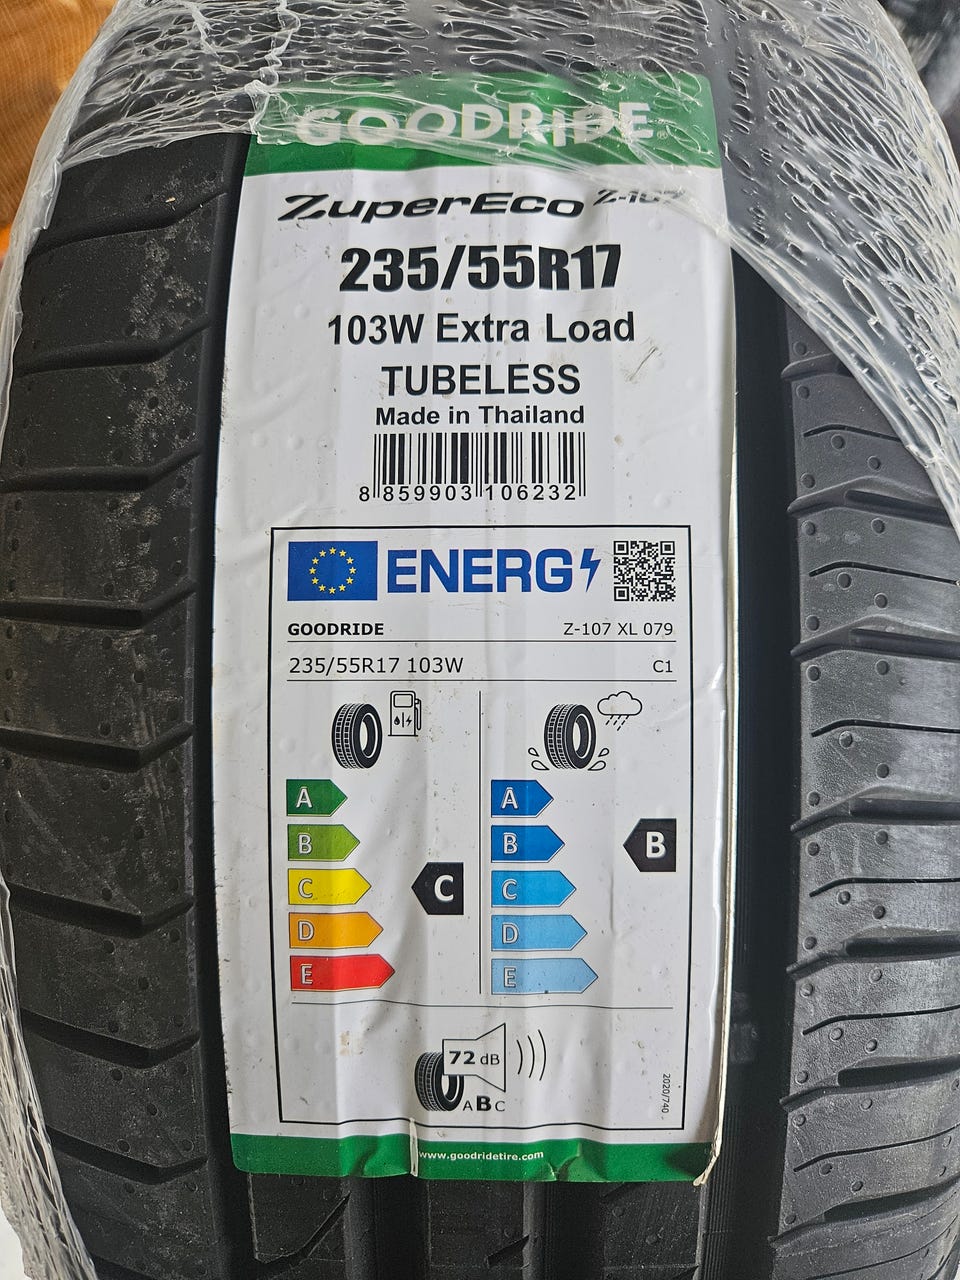 GOODRIDE®
ZuperEco Z-107
235/55R17
103W Extra Load
TUBELESS
Made in Thailand
8 859903 106232
ENERG
GOODRIDE Z-107 XL 079
235/55R17 103W C1
A A
B B B
C C C
D D
E E
72 dB
ABC
2020/740
www.goodridetire.com